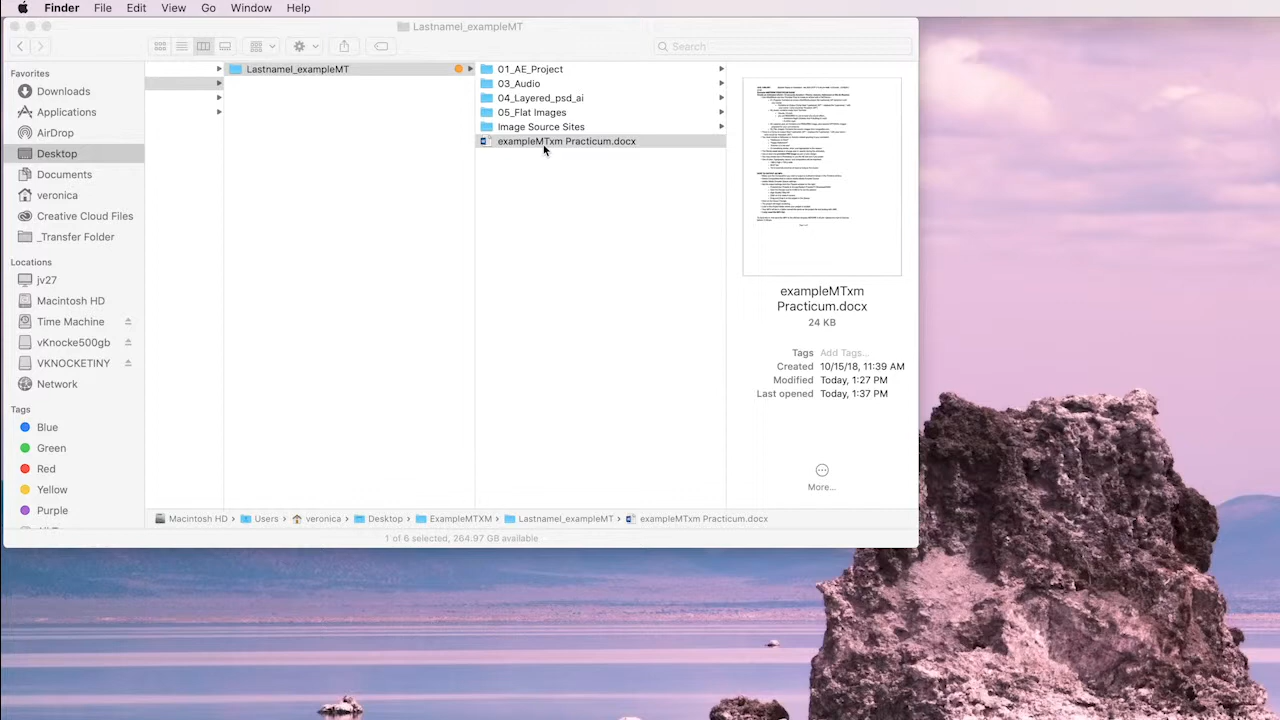 Finder File Edit View Go Window Help
Lastnamel_exampleMT
Search
Favorites
Downloads
Applications
AirDrop
Desktop
Documents
veronica
Creative Cloud Files
_Transfer Folder
Locations
jv27
Macintosh HD
Time Machine
vKnocke500gb
VKNOCKETINY
Network
Tags
Blue
Green
Red
Yellow
Purple
Lastnamel_exampleMT
01_AE_Project
03_Audio
04_Layered_psd_ai
05_Flat Images
Image Source Sites
exampleMTxm Practicum.docx
exampleMTxm
Practicum.docx
24 KB
Tags Add Tags...
Created 10/15/18, 11:39 AM
Modified Today, 1:27 PM
Last opened Today, 1:37 PM
More...
Macintosh HD › Users › veronica › Desktop › ExampleMTXM › Lastnamel_exampleMT › exampleMTxm Practicum.docx
1 of 6 selected, 264.97 GB available